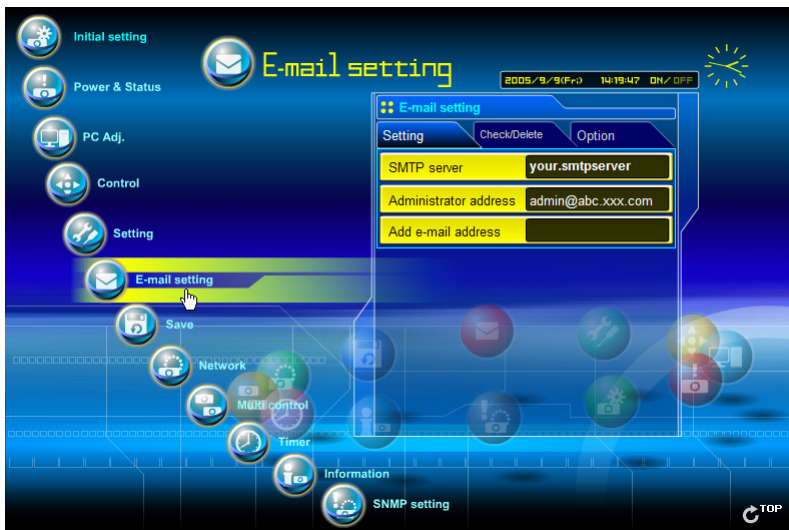 Initial setting
Power & Status
PC Adj.
Control
Setting
E-mail setting
Save
Network
Multi control
Timer
Information
SNMP setting
E-mail setting
2005/9/9(Fri) 14:19:47 ON/OFF
E-mail setting
Setting Check/Delete Option
SMTP server your.smtpserver
Administrator address admin@abc.xxx.com
Add e-mail address
TOP